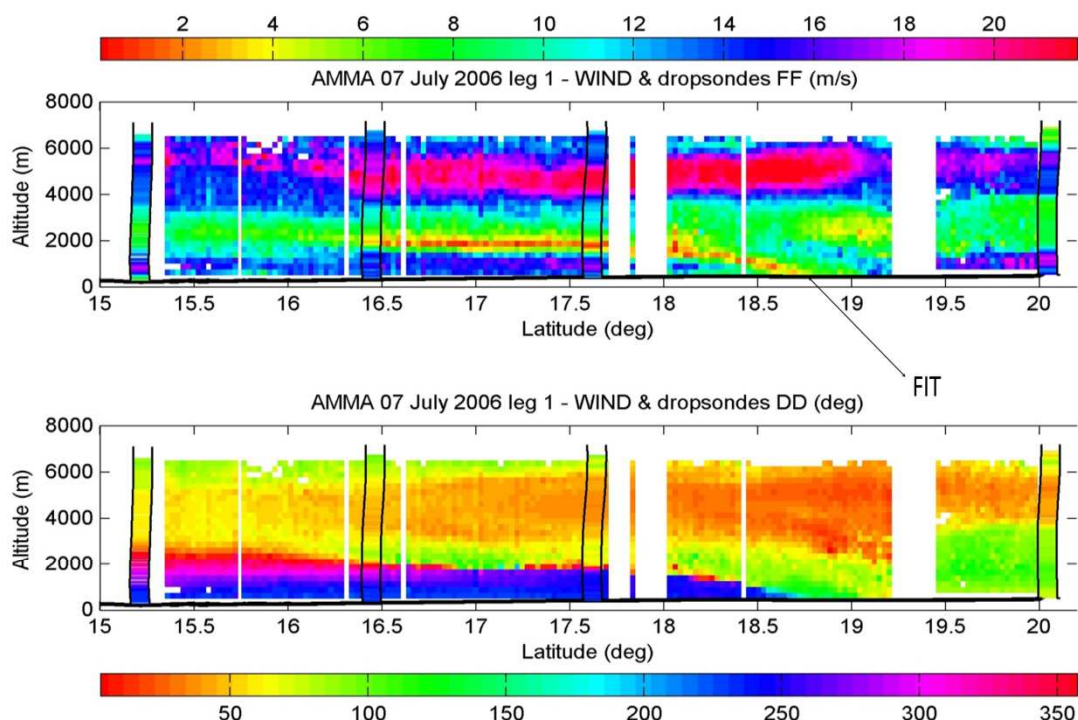 2 4 6 8 10 12 14 16 18 20
AMMA 07 July 2006 leg 1 - WIND & dropsondes FF (m/s)
8000
6000
4000
2000
0
Altitude (m)
15 15.5 16 16.5 17 17.5 18 18.5 19 19.5 20
Latitude (deg)
FIT
AMMA 07 July 2006 leg 1 - WIND & dropsondes DD (deg)
8000
6000
4000
2000
0
Altitude (m)
15 15.5 16 16.5 17 17.5 18 18.5 19 19.5 20
Latitude (deg)
50 100 150 200 250 300 350